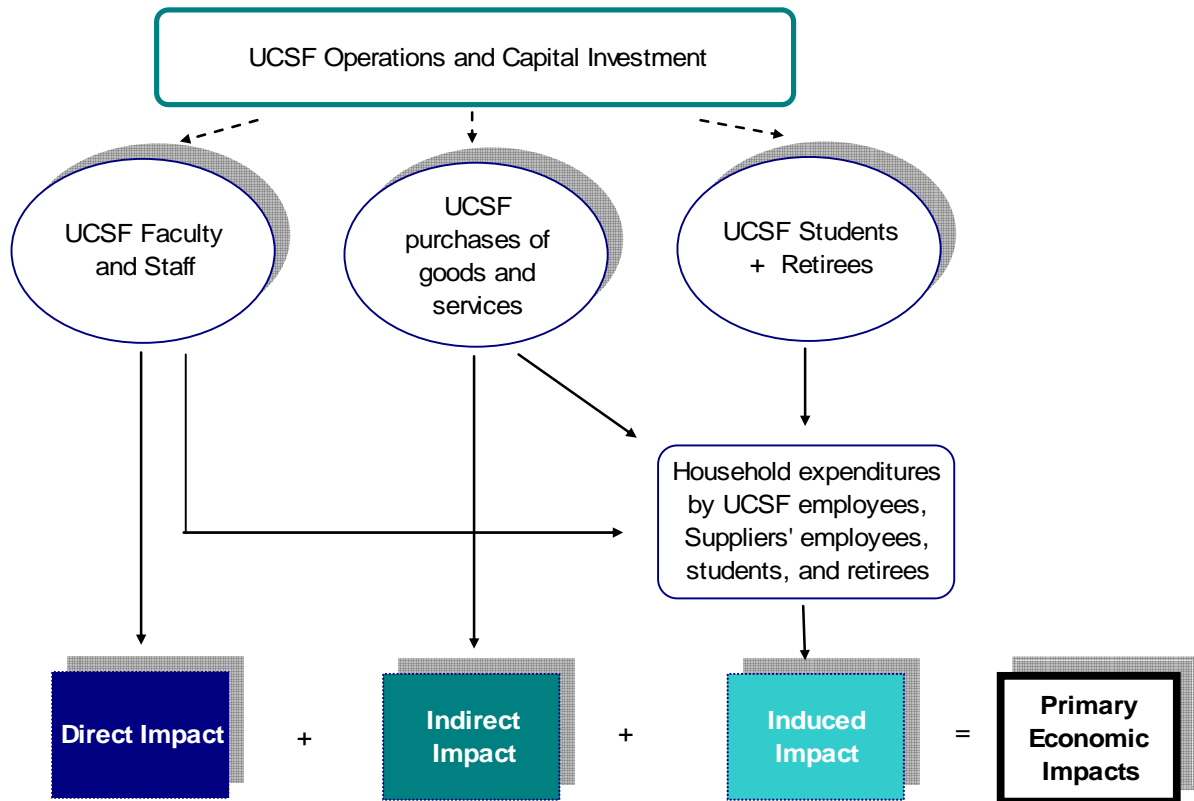 UCSF Operations and Capital Investment
UCSF Faculty
and Staff
UCSF
purchases of
goods and
services
UCSF Students
+ Retirees
Household expenditures
by UCSF employees,
Suppliers' employees,
students, and retirees
Direct Impact
+
Indirect
Impact
+
Induced
Impact
=
Primary
Economic
Impacts